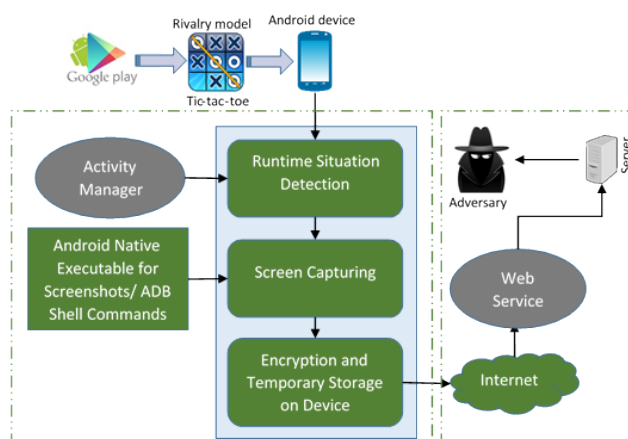 Rivalry model
Android device
Google play
Tic-tac-toe
Activity
Manager
Runtime Situation
Detection
Android Native
Executable for
Screenshots/ ADB
Shell Commands
Screen Capturing
Encryption and
Temporary Storage
on Device
Adversary
Server
Web
Service
Internet